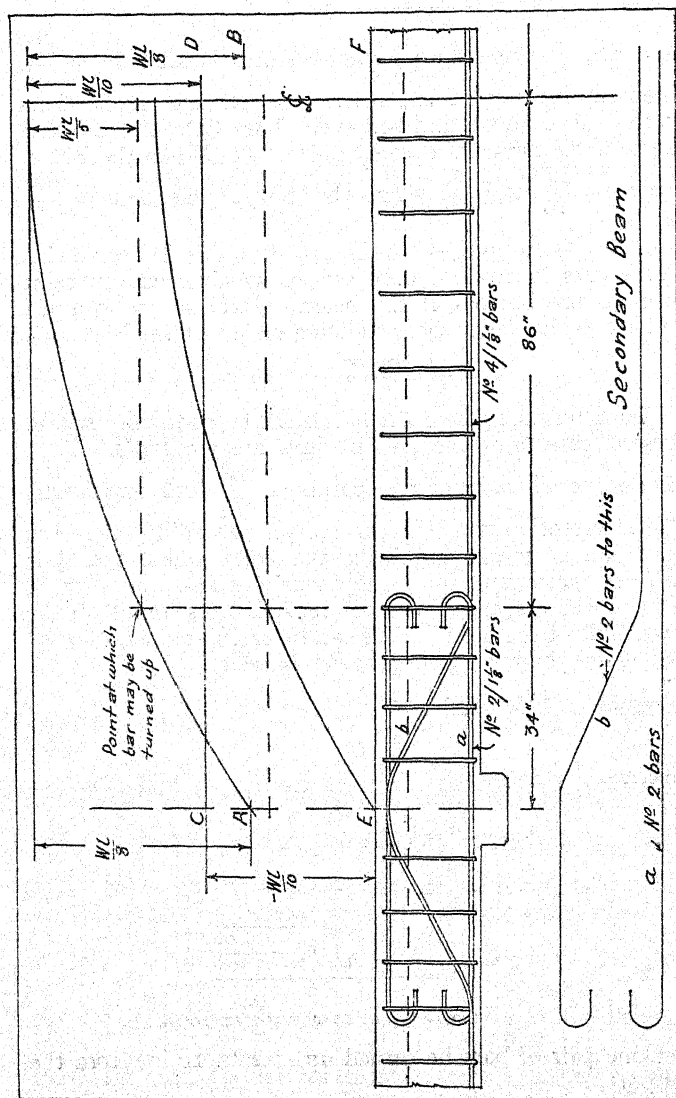 WL/8
WL/10
WL/5
WL/8
-WL/10
Point at which
bar may be
turned up
C
D
A
B
℄
E
F
b
a
Nº 2/1⅛" bars
Nº 4/1⅛" bars
34"
86"
b
Nº 2 bars to this
Secondary Beam
a
Nº 2 bars